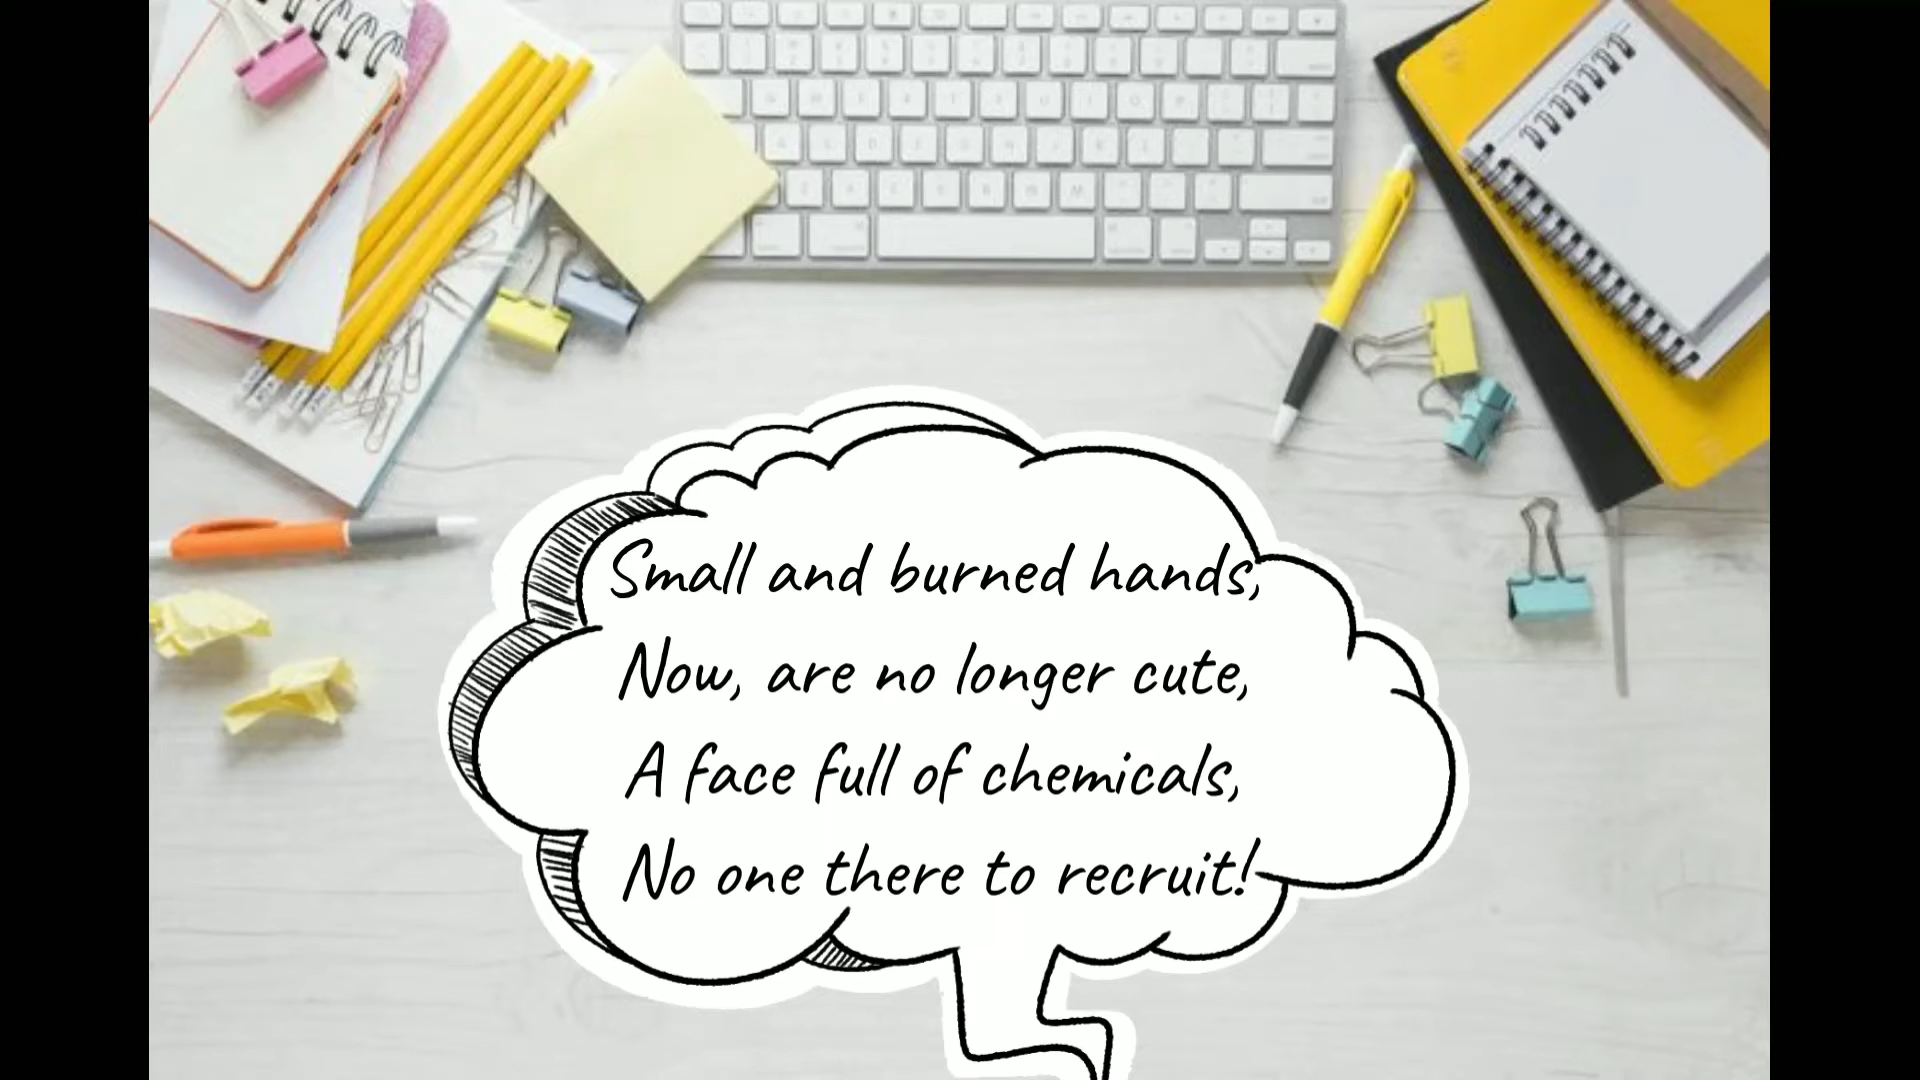 Small and burned hands,
Now, are no longer cute,
A face full of chemicals,
No one there to recruit!